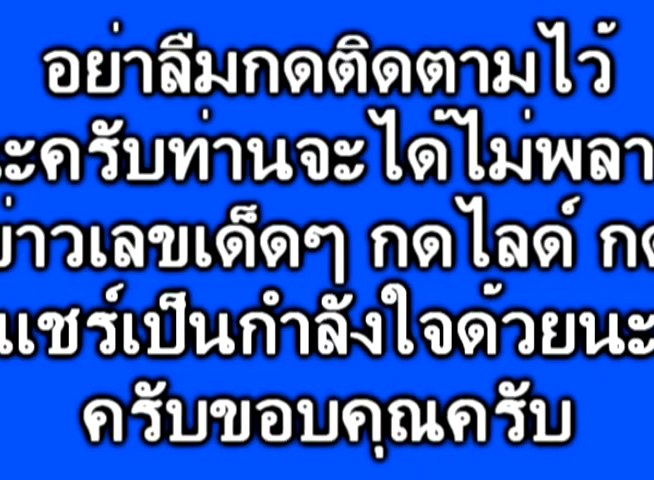 อย่าลืมกดติดตามไว้
ะครับท่านจะได้ไม่พลา
่าวเลขเด็ดๆ กดไลด์ กด
แชร์เป็นกำลังใจด้วยนะ
ครับขอบคุณครับ